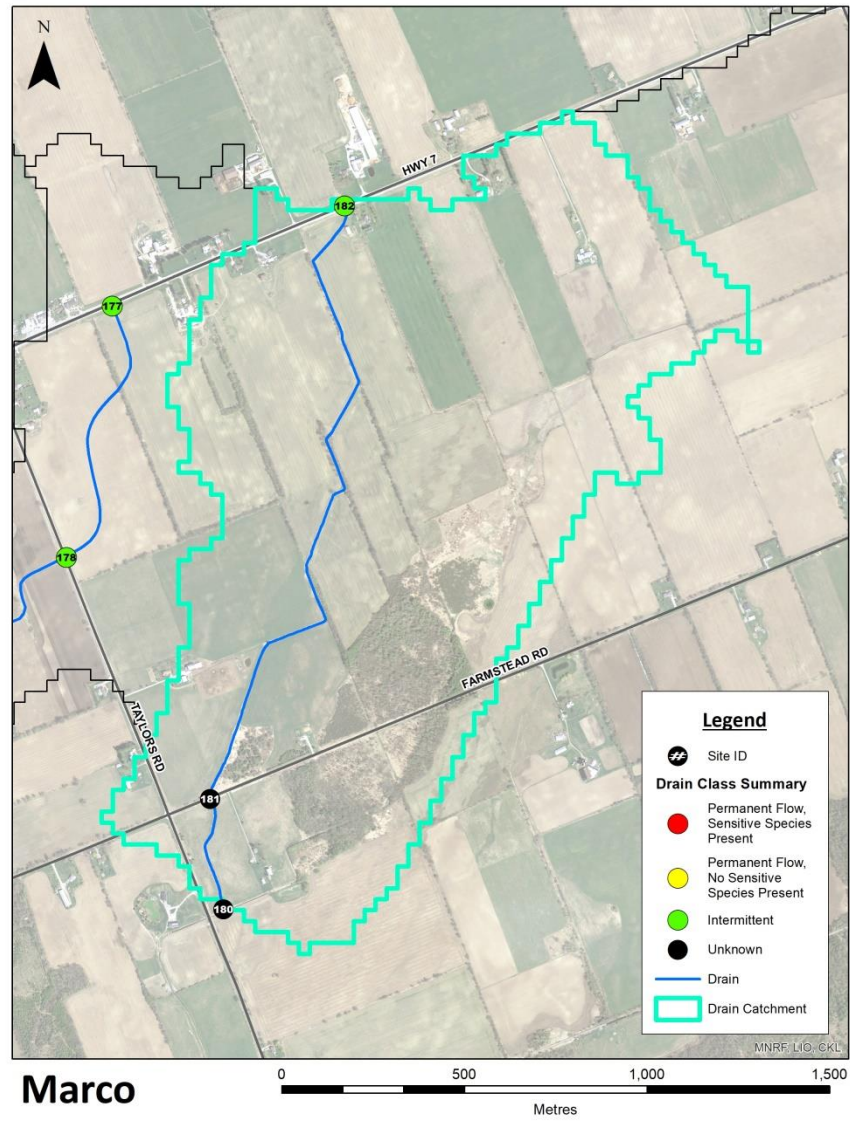 N
HWY 7
182
177
178
FARMSTEAD RD
TAYLORS RD
181
180
Legend
# Site ID
Drain Class Summary
Permanent Flow,
Sensitive Species
Present
Permanent Flow,
No Sensitive
Species Present
Intermittent
Unknown
Drain
Drain Catchment
MNRF, LIO, CKL
Marco
0 500 1,000 1,500
Metres